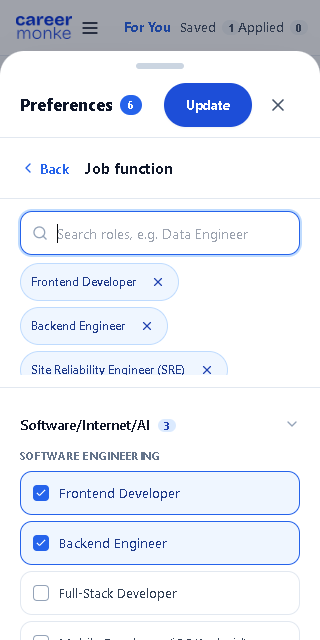 career
monke
For You Saved 1 Applied 0
Preferences 6 Update
Back Job function
Search roles, e.g. Data Engineer
Frontend Developer
Backend Engineer
Site Reliability Engineer (SRE)
Software/Internet/AI 3
SOFTWARE ENGINEERING
Frontend Developer
Backend Engineer
Full-Stack Developer